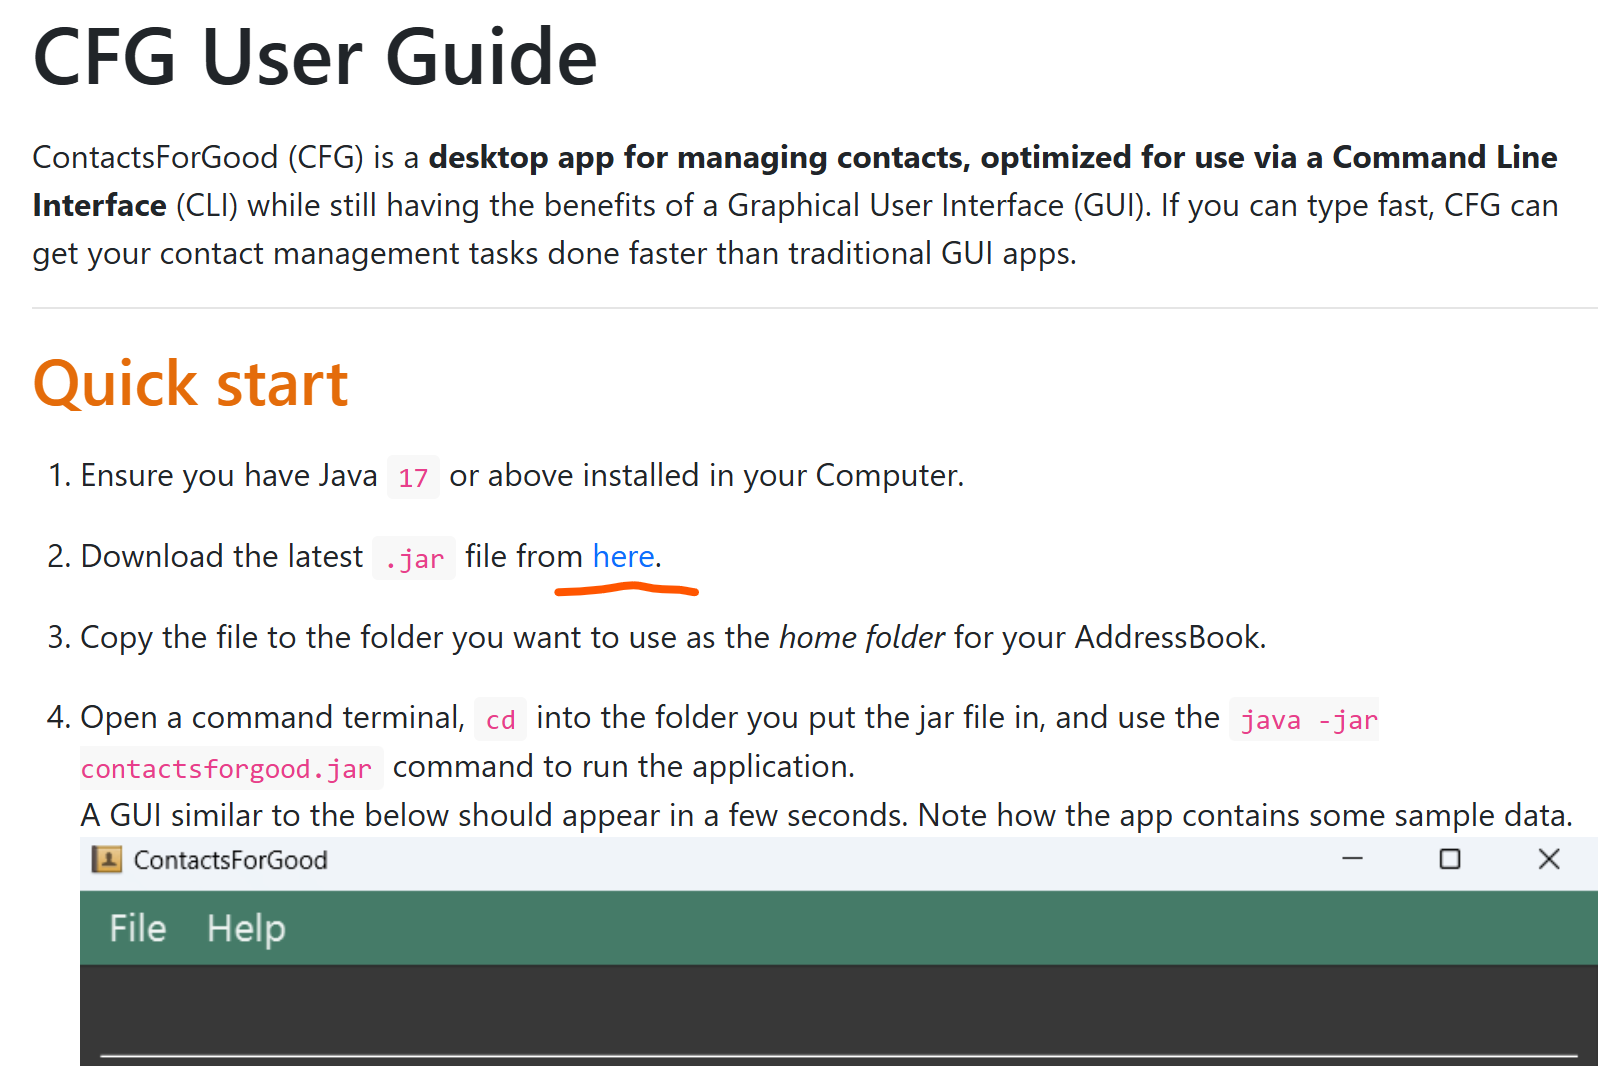 CFG User Guide
ContactsForGood (CFG) is a desktop app for managing contacts, optimized for use via a Command Line
Interface (CLI) while still having the benefits of a Graphical User Interface (GUI). If you can type fast, CFG can
get your contact management tasks done faster than traditional GUI apps.
Quick start
1. Ensure you have Java 17 or above installed in your Computer.
2. Download the latest .jar file from here.
3. Copy the file to the folder you want to use as the home folder for your AddressBook.
4. Open a command terminal, cd into the folder you put the jar file in, and use the java -jar
contactsforgood.jar command to run the application.
A GUI similar to the below should appear in a few seconds. Note how the app contains some sample data.
ContactsForGood
File Help